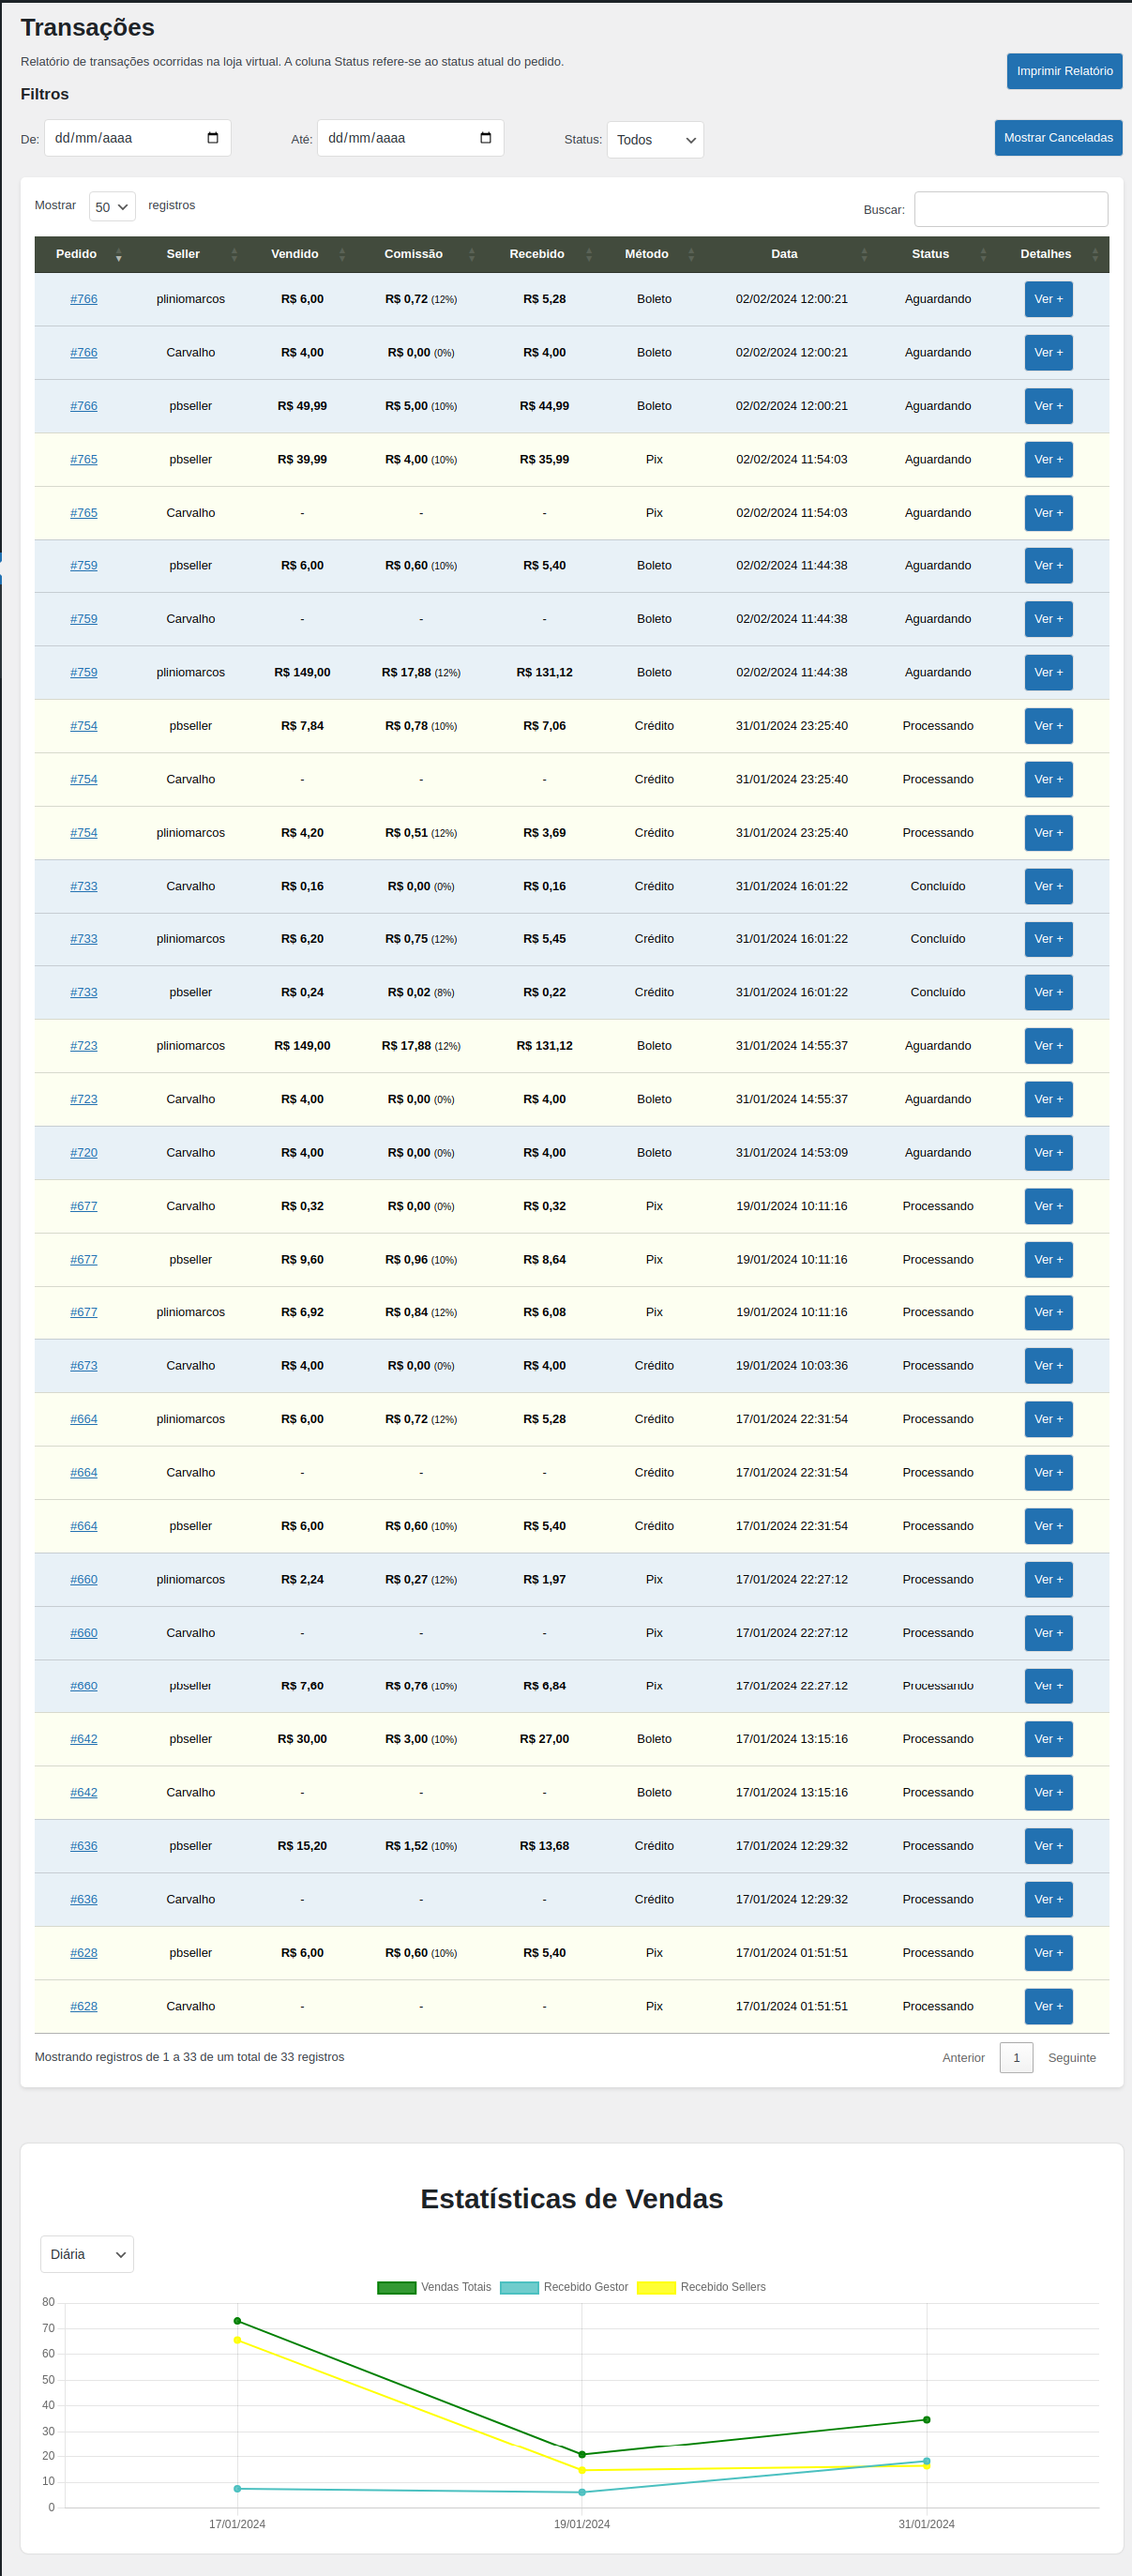 Transações
Relatório de transações ocorridas na loja virtual. A coluna Status refere-se ao status atual do pedido.
Imprimir Relatório
Filtros
De: dd/mm/aaaa Até: dd/mm/aaaa Status: Todos Mostrar Canceladas
Mostrar 50 registros Buscar:
Pedido Seller Vendido Comissão Recebido Método Data Status Detalhes
#766 pliniomarcos R$ 6,00 R$ 0,72 (12%) R$ 5,28 Boleto 02/02/2024 12:00:21 Aguardando Ver +
#766 Carvalho R$ 4,00 R$ 0,00 (0%) R$ 4,00 Boleto 02/02/2024 12:00:21 Aguardando Ver +
#766 pbseller R$ 49,99 R$ 5,00 (10%) R$ 44,99 Boleto 02/02/2024 12:00:21 Aguardando Ver +
#765 pbseller R$ 39,99 R$ 4,00 (10%) R$ 35,99 Pix 02/02/2024 11:54:03 Aguardando Ver +
#765 Carvalho - - - Pix 02/02/2024 11:54:03 Aguardando Ver +
#759 pbseller R$ 6,00 R$ 0,60 (10%) R$ 5,40 Boleto 02/02/2024 11:44:38 Aguardando Ver +
#759 Carvalho - - - Boleto 02/02/2024 11:44:38 Aguardando Ver +
#759 pliniomarcos R$ 149,00 R$ 17,88 (12%) R$ 131,12 Boleto 02/02/2024 11:44:38 Aguardando Ver +
#754 pbseller R$ 7,84 R$ 0,78 (10%) R$ 7,06 Crédito 31/01/2024 23:25:40 Processando Ver +
#754 Carvalho - - - Crédito 31/01/2024 23:25:40 Processando Ver +
#754 pliniomarcos R$ 4,20 R$ 0,51 (12%) R$ 3,69 Crédito 31/01/2024 23:25:40 Processando Ver +
#733 Carvalho R$ 0,16 R$ 0,00 (0%) R$ 0,16 Crédito 31/01/2024 16:01:22 Concluído Ver +
#733 pliniomarcos R$ 6,20 R$ 0,75 (12%) R$ 5,45 Crédito 31/01/2024 16:01:22 Concluído Ver +
#733 pbseller R$ 0,24 R$ 0,02 (8%) R$ 0,22 Crédito 31/01/2024 16:01:22 Concluído Ver +
#723 pliniomarcos R$ 149,00 R$ 17,88 (12%) R$ 131,12 Boleto 31/01/2024 14:55:37 Aguardando Ver +
#723 Carvalho R$ 4,00 R$ 0,00 (0%) R$ 4,00 Boleto 31/01/2024 14:55:37 Aguardando Ver +
#720 Carvalho R$ 4,00 R$ 0,00 (0%) R$ 4,00 Boleto 31/01/2024 14:53:09 Aguardando Ver +
#677 Carvalho R$ 0,32 R$ 0,00 (0%) R$ 0,32 Pix 19/01/2024 10:11:16 Processando Ver +
#677 pbseller R$ 9,60 R$ 0,96 (10%) R$ 8,64 Pix 19/01/2024 10:11:16 Processando Ver +
#677 pliniomarcos R$ 6,92 R$ 0,84 (12%) R$ 6,08 Pix 19/01/2024 10:11:16 Processando Ver +
#673 Carvalho R$ 4,00 R$ 0,00 (0%) R$ 4,00 Crédito 19/01/2024 10:03:36 Processando Ver +
#664 pliniomarcos R$ 6,00 R$ 0,72 (12%) R$ 5,28 Crédito 17/01/2024 22:31:54 Processando Ver +
#664 Carvalho - - - Crédito 17/01/2024 22:31:54 Processando Ver +
#664 pbseller R$ 6,00 R$ 0,60 (10%) R$ 5,40 Crédito 17/01/2024 22:31:54 Processando Ver +
#660 pliniomarcos R$ 2,24 R$ 0,27 (12%) R$ 1,97 Pix 17/01/2024 22:27:12 Processando Ver +
#660 Carvalho - - - Pix 17/01/2024 22:27:12 Processando Ver +
#660 pbseller R$ 7,60 R$ 0,76 (10%) R$ 6,84 Pix 17/01/2024 22:27:12 Processando Ver +
#642 pbseller R$ 30,00 R$ 3,00 (10%) R$ 27,00 Boleto 17/01/2024 13:15:16 Processando Ver +
#642 Carvalho - - - Boleto 17/01/2024 13:15:16 Processando Ver +
#636 pbseller R$ 15,20 R$ 1,52 (10%) R$ 13,68 Crédito 17/01/2024 12:29:32 Processando Ver +
#636 Carvalho - - - Crédito 17/01/2024 12:29:32 Processando Ver +
#628 pbseller R$ 6,00 R$ 0,60 (10%) R$ 5,40 Pix 17/01/2024 01:51:51 Processando Ver +
#628 Carvalho - - - Pix 17/01/2024 01:51:51 Processando Ver +
Mostrando registros de 1 a 33 de um total de 33 registros Anterior 1 Seguinte
Estatísticas de Vendas
Diária
Vendas Totais Recebido Gestor Recebido Sellers
80
70
60
50
40
30
20
10
0
17/01/2024 19/01/2024 31/01/2024